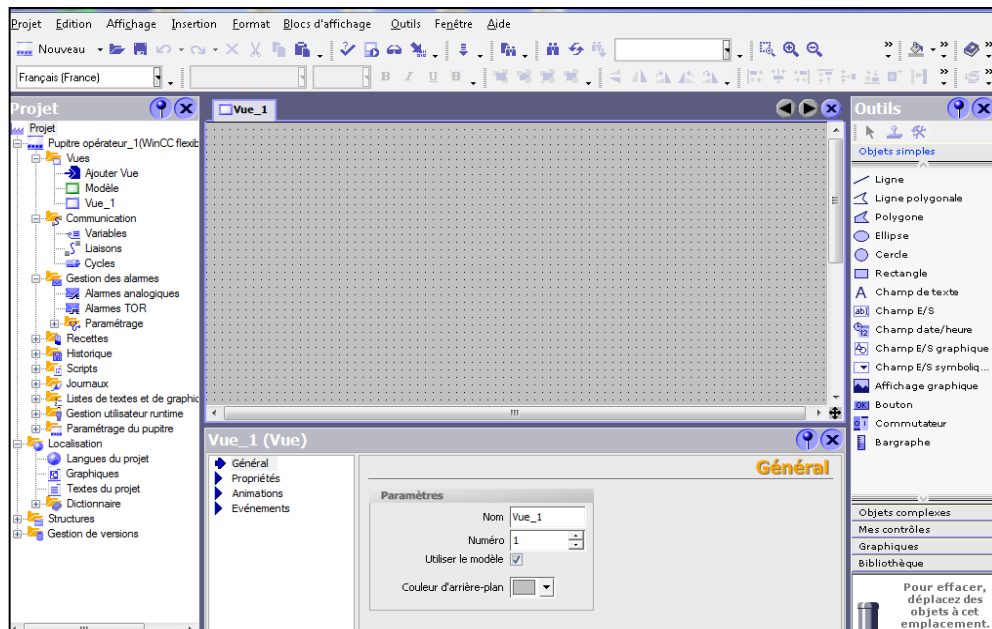 Projet Edition Affichage Insertion Format Blocs d'affichage Outils Fenêtre Aide
Nouveau
Français (France)
B I U B
Projet
Projet
Pupitre opérateur_1(WinCC flexib
Vues
Ajouter Vue
Modèle
Vue_1
Communication
Variables
Liaisons
Cycles
Gestion des alarmes
Alarmes analogiques
Alarmes TOR
Paramétrage
Recettes
Historique
Scripts
Journaux
Listes de textes et de graphic
Gestion utilisateur runtime
Paramétrage du pupitre
Localisation
Langues du projet
Graphiques
Textes du projet
Dictionnaire
Structures
Gestion de versions
Vue_1
Vue_1 (Vue)
Général
Propriétés
Animations
Evénements
Général
Paramètres
Nom Vue_1
Numéro 1
Utiliser le modèle
Couleur d'arrière-plan
Outils
Objets simples
Ligne
Ligne polygonale
Polygone
Ellipse
Cercle
Rectangle
A Champ de texte
Champ E/S
Champ date/heure
Champ E/S graphique
Champ E/S symboliq...
Affichage graphique
OK Bouton
Commutateur
Bargraphe
Objets complexes
Mes contrôles
Graphiques
Bibliothèque
Pour effacer,
déplacez des
objets à cet
emplacement.